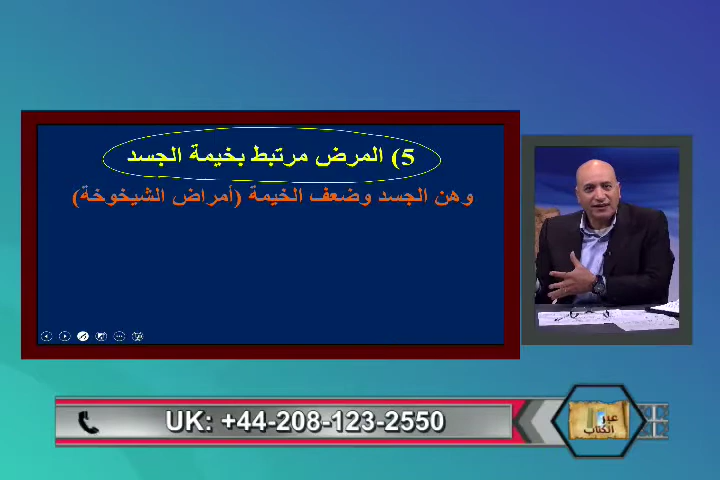 5) المرض مرتبط بخيمة الجسد
وهن الجسد وضعف الخيمة (أمراض الشيخوخة)
UK: +44-208-123-2550
عبر
الكتاب